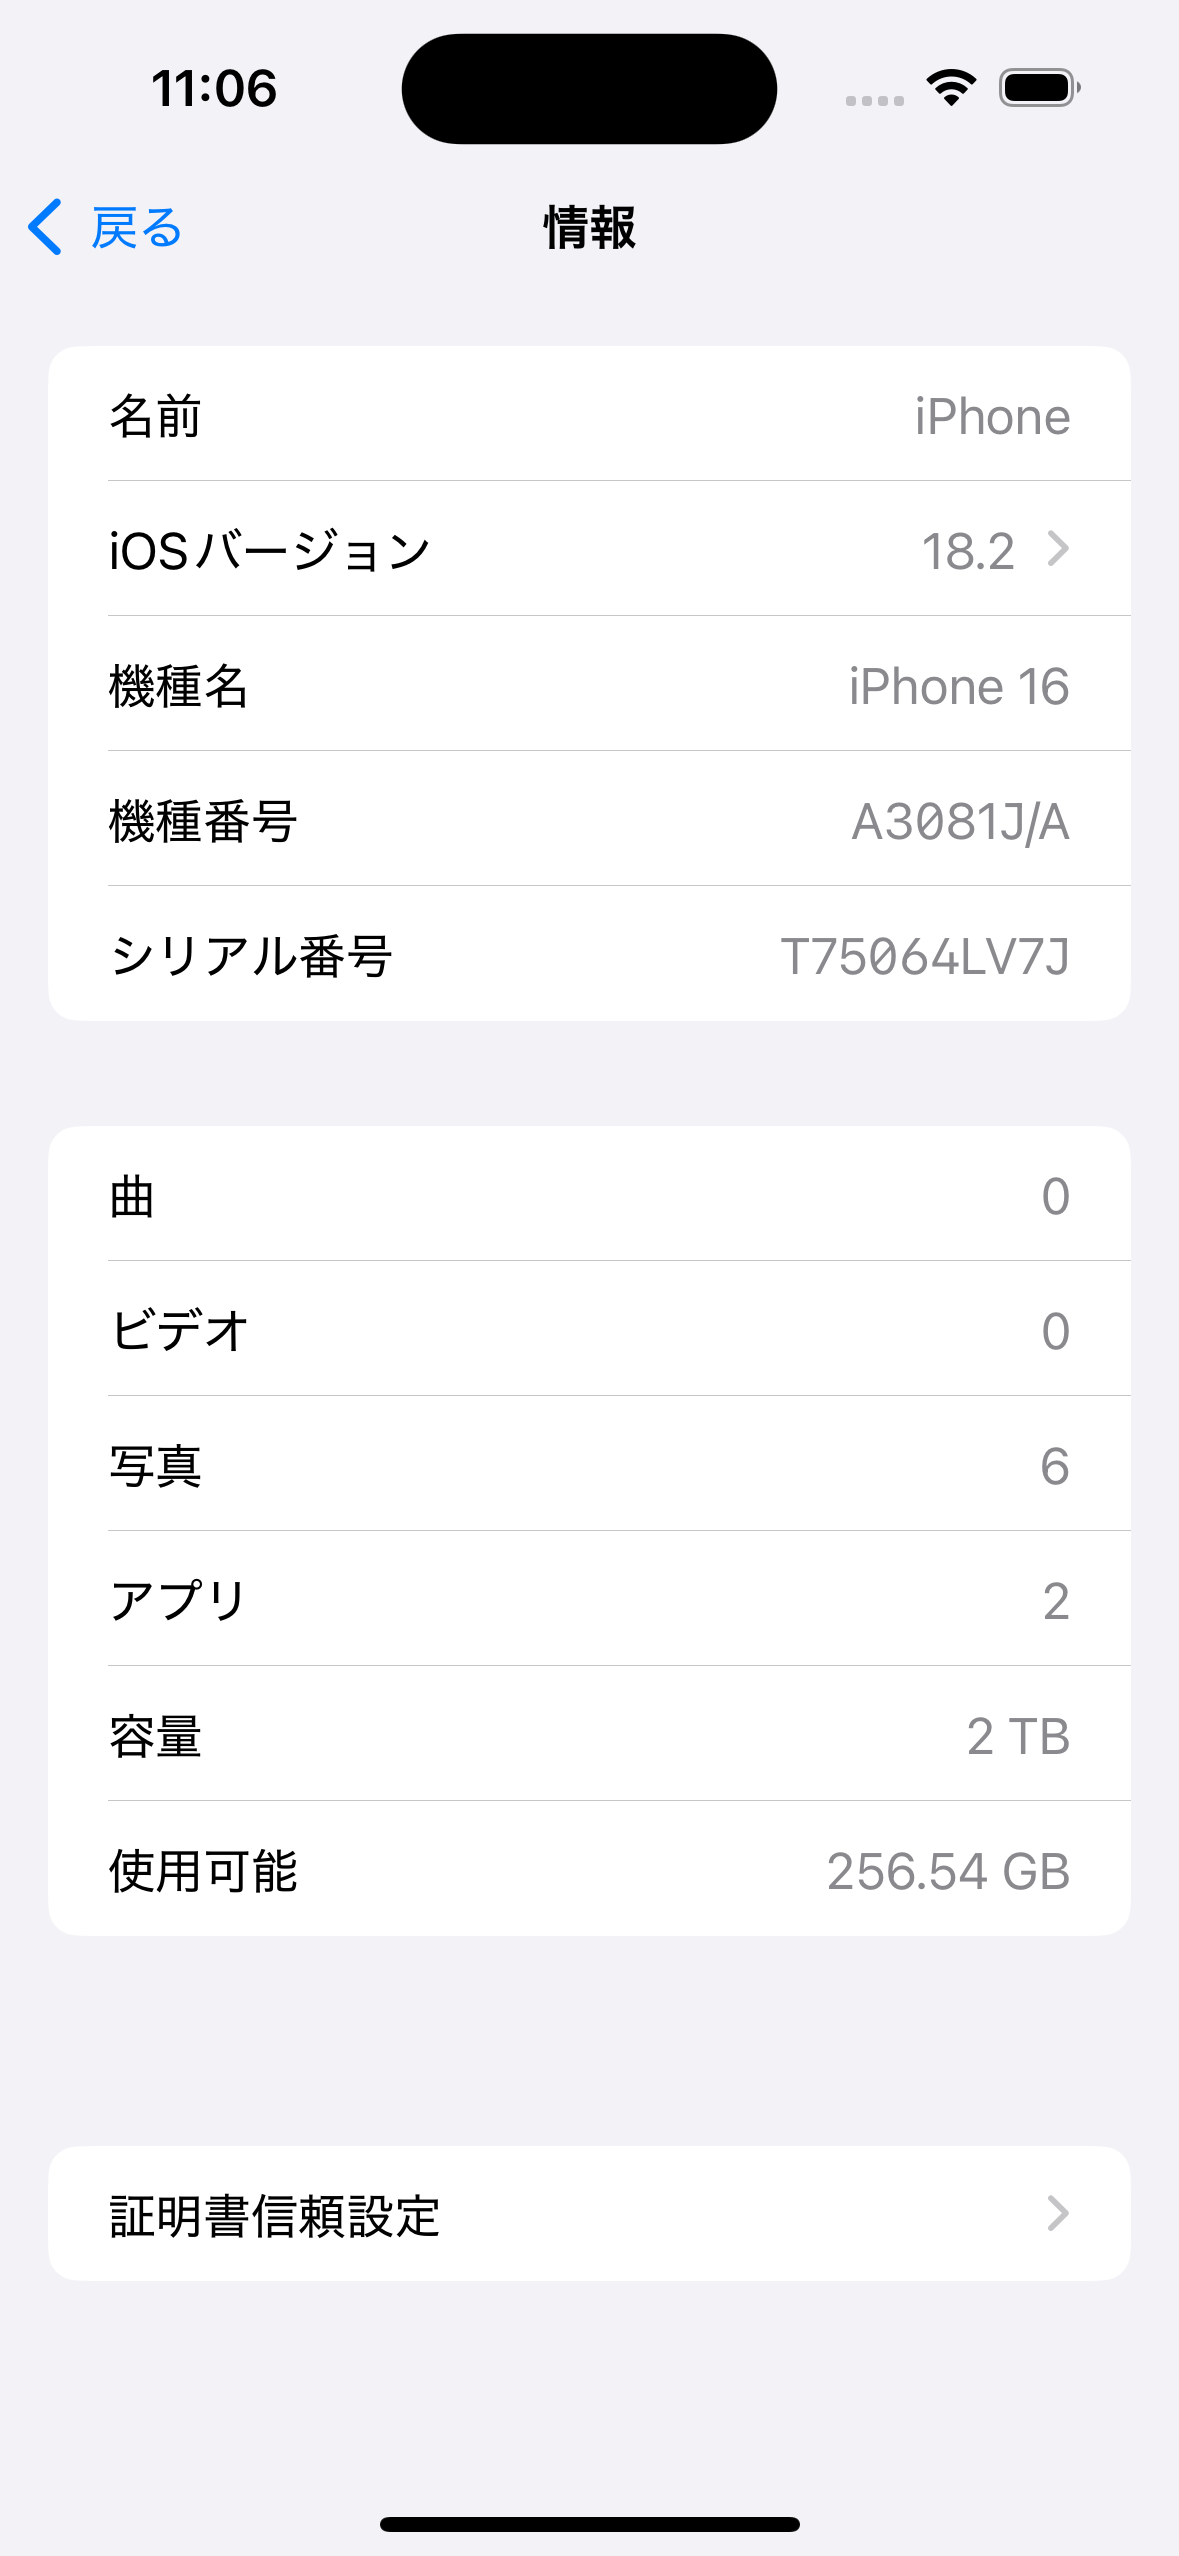 11:06
戻る
情報
名前 iPhone
iOSバージョン 18.2
機種名 iPhone 16
機種番号 A3081J/A
シリアル番号 T75064LV7J
曲 0
ビデオ 0
写真 6
アプリ 2
容量 2 TB
使用可能 256.54 GB
証明書信頼設定